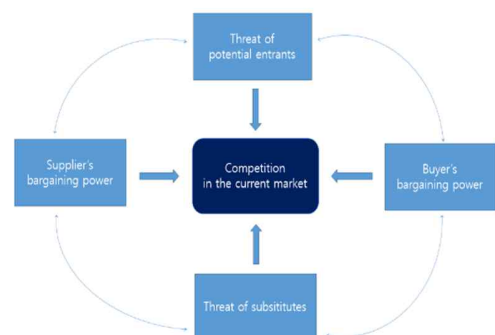 Threat of
potential entrants
Supplier's
bargaining power
Competition
in the current market
Buyer's
bargaining power
Threat of subsititutes